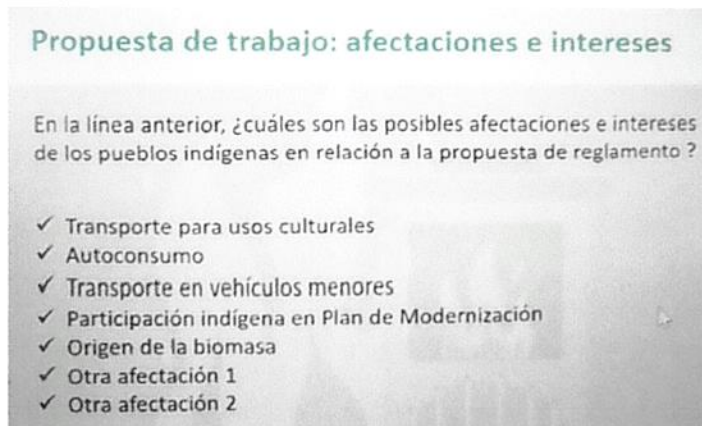 Propuesta de trabajo: afectaciones e intereses
En la línea anterior, ¿cuáles son las posibles afectaciones e intereses
de los pueblos indígenas en relación a la propuesta de reglamento ?
✓ Transporte para usos culturales
✓ Autoconsumo
✓ Transporte en vehículos menores
✓ Participación indígena en Plan de Modernización
✓ Origen de la biomasa
✓ Otra afectación 1
✓ Otra afectación 2